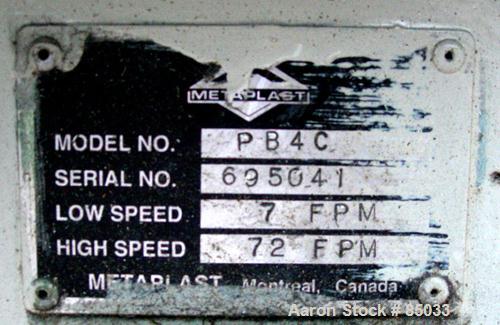 METAPLAST
MODEL NO. PB4C
SERIAL NO. 695041
LOW SPEED 7 FPM
HIGH SPEED 72 FPM
METAPLAST Montreal, Canada
Aaron Stock # 85033